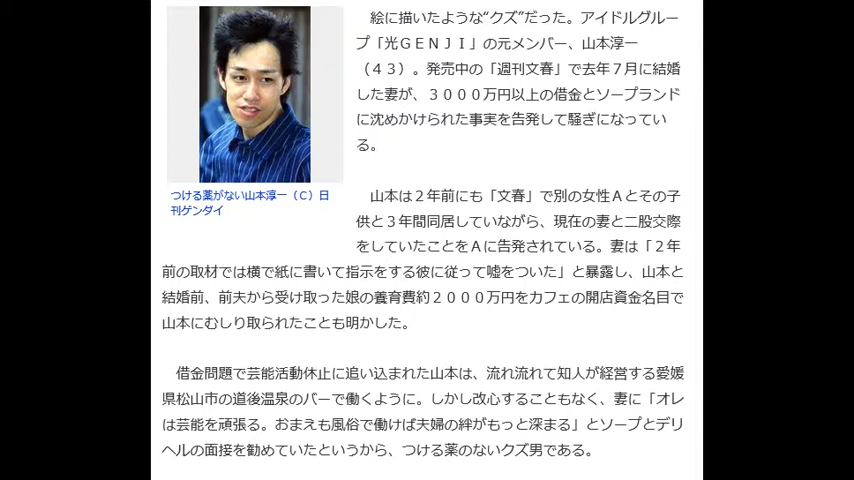 絵に描いたような“クズ”だった。アイドルグルー
プ「光ＧＥＮＪＩ」の元メンバー、山本淳一
（４３）。発売中の「週刊文春」で去年７月に結婚
した妻が、３０００万円以上の借金とソープランド
に沈めかけられた事実を告発して騒ぎになってい
る。
つける薬がない山本淳一（Ｃ）日
刊ゲンダイ
山本は２年前にも「文春」で別の女性Ａとその子
供と３年間同居していながら、現在の妻と二股交際
をしていたことをＡに告発されている。妻は「２年
前の取材では横で紙に書いて指示をする彼に従って嘘をついた」と暴露し、山本と
結婚前、前夫から受け取った娘の養育費約２０００万円をカフェの開店資金名目で
山本にむしり取られたことも明かした。
借金問題で芸能活動休止に追い込まれた山本は、流れ流れて知人が経営する愛媛
県松山市の道後温泉のバーで働くように。しかし改心することもなく、妻に「オレ
は芸能を頑張る。おまえも風俗で働けば夫婦の絆がもっと深まる」とソープとデリ
ヘルの面接を勧めていたというから、つける薬のないクズ男である。